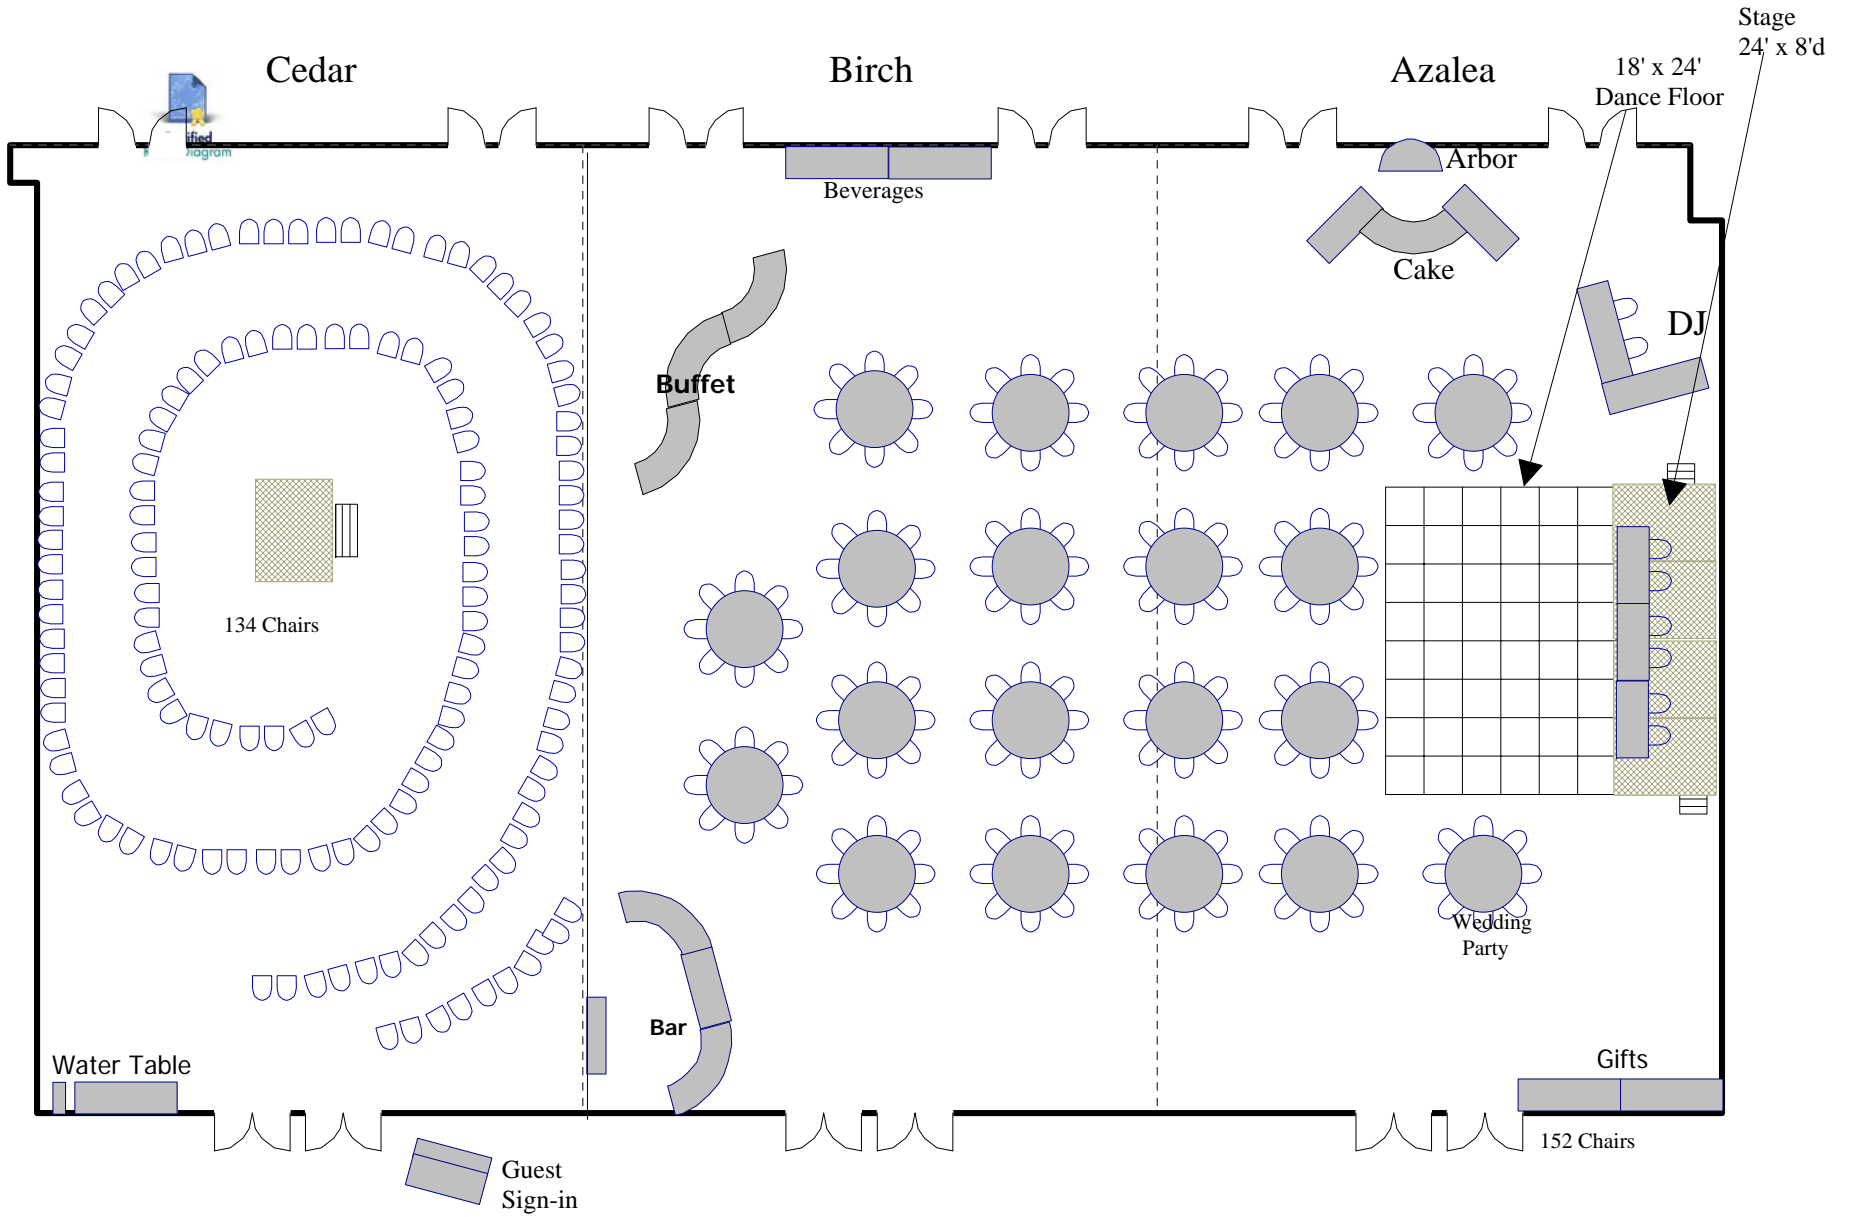 Stage
24' x 8'd
Cedar
Birch
Azalea
18' x 24'
Dance Floor
Arbor
Beverages
Cake
DJ
Buffet
134 Chairs
Wedding
Party
Bar
Water Table
Gifts
152 Chairs
Guest
Sign-in